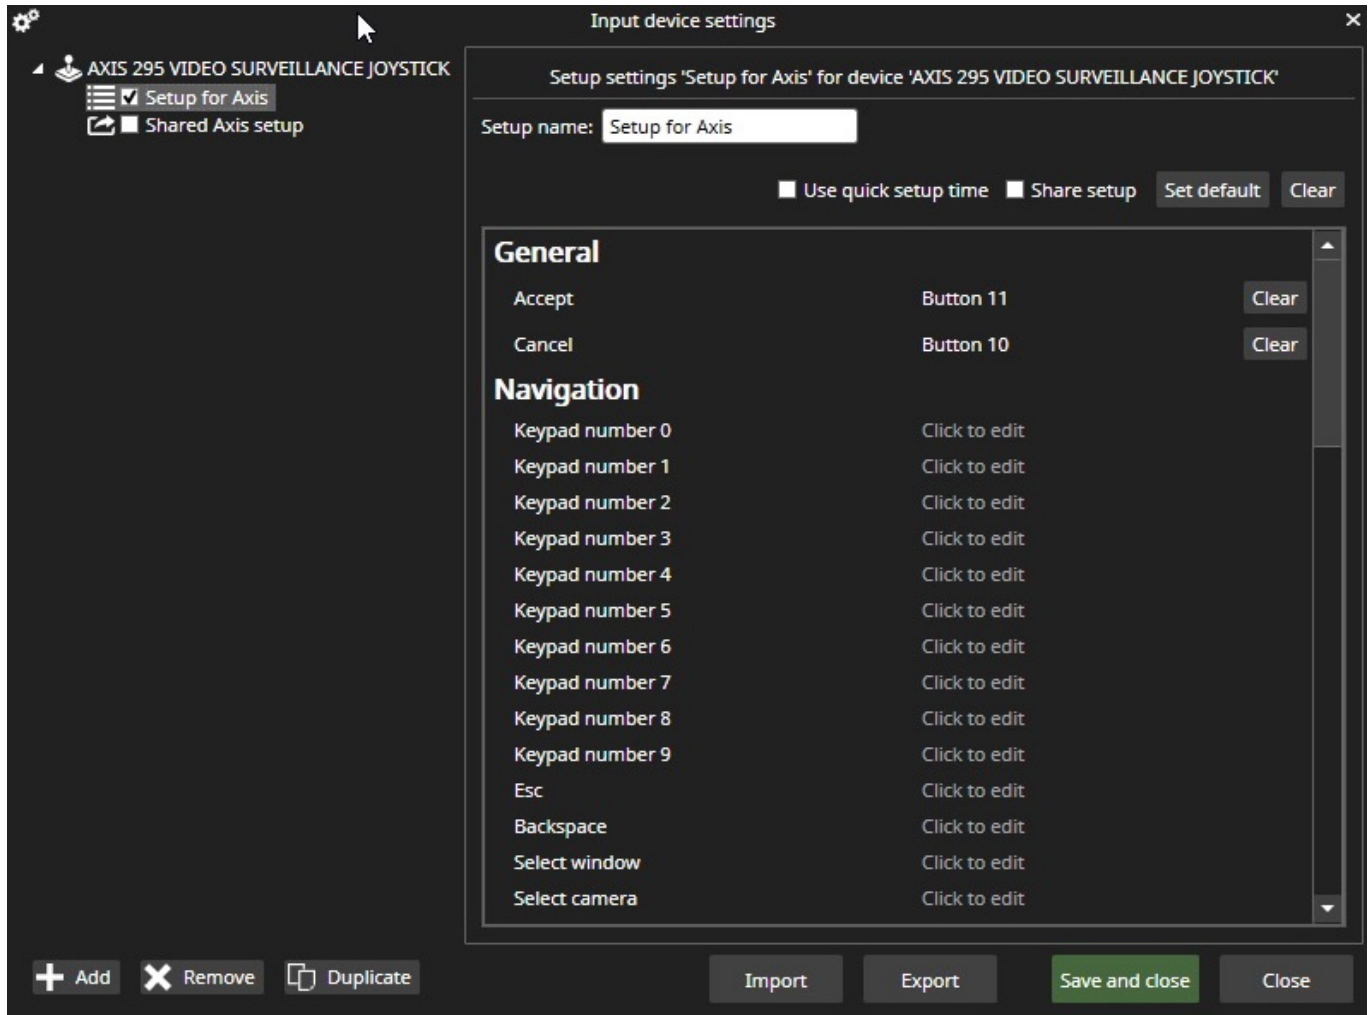 Input device settings
AXIS 295 VIDEO SURVEILLANCE JOYSTICK
Setup for Axis
Shared Axis setup
Setup settings 'Setup for Axis' for device 'AXIS 295 VIDEO SURVEILLANCE JOYSTICK'
Setup name: Setup for Axis
Use quick setup time Share setup Set default Clear
General
Accept Button 11 Clear
Cancel Button 10 Clear
Navigation
Keypad number 0 Click to edit
Keypad number 1 Click to edit
Keypad number 2 Click to edit
Keypad number 3 Click to edit
Keypad number 4 Click to edit
Keypad number 5 Click to edit
Keypad number 6 Click to edit
Keypad number 7 Click to edit
Keypad number 8 Click to edit
Keypad number 9 Click to edit
Esc Click to edit
Backspace Click to edit
Select window Click to edit
Select camera Click to edit
Add Remove Duplicate Import Export Save and close Close